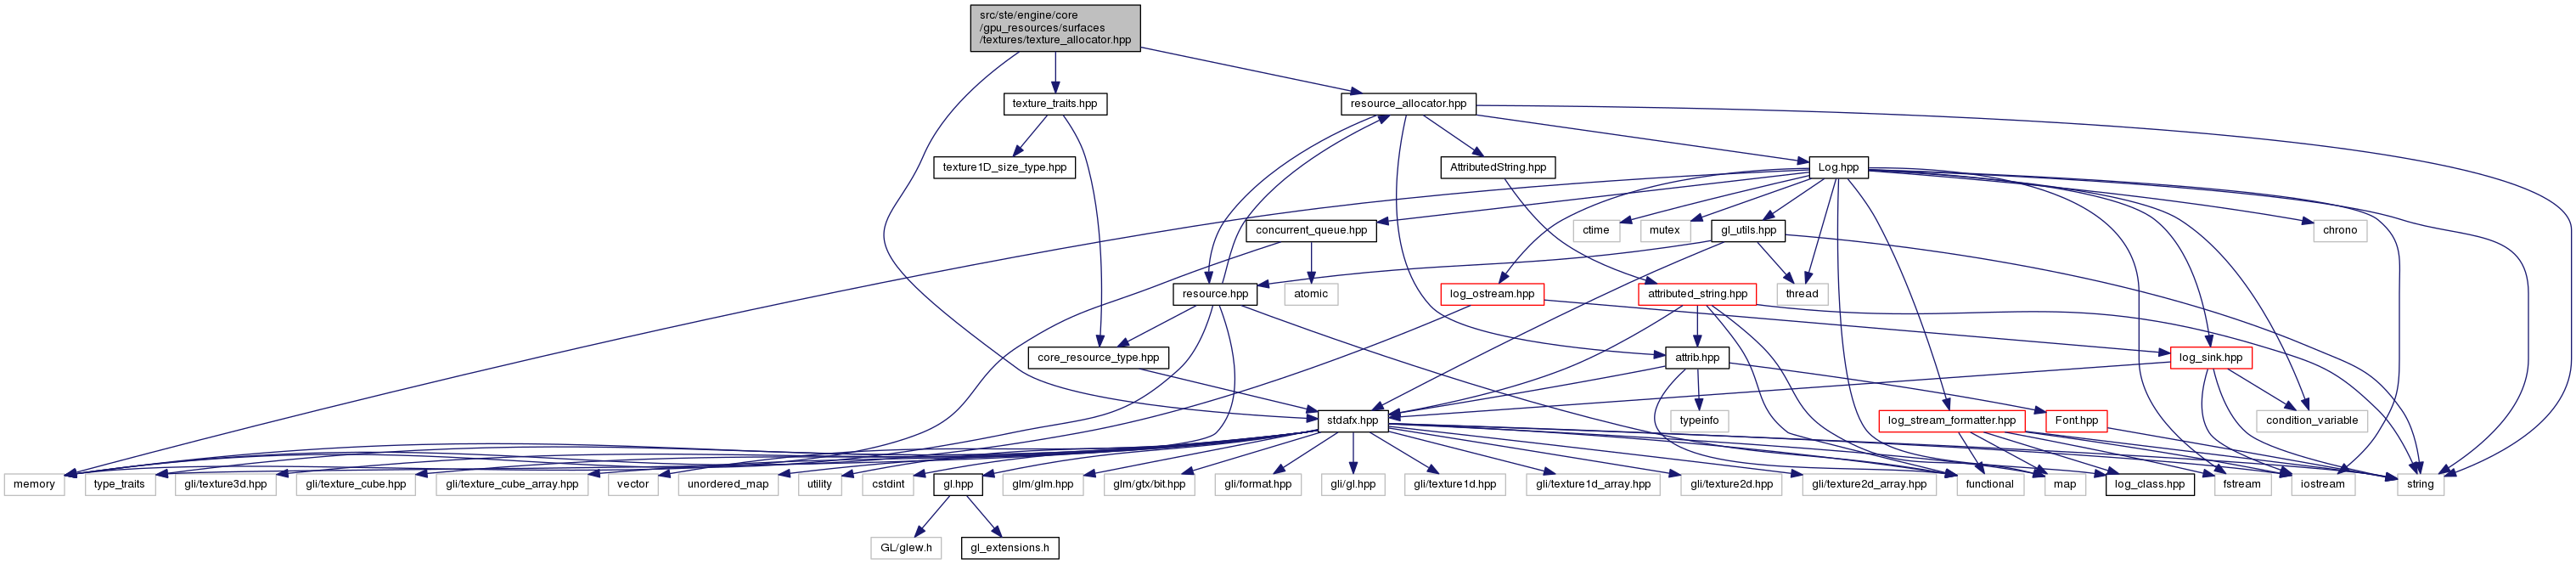 src/ste/engine/core
/gpu_resources/surfaces
/textures/texture_allocator.hpp
texture_traits.hpp
resource_allocator.hpp
texture1D_size_type.hpp
AttributedString.hpp
Log.hpp
concurrent_queue.hpp
ctime
mutex
gl_utils.hpp
chrono
resource.hpp
atomic
log_ostream.hpp
attributed_string.hpp
thread
core_resource_type.hpp
attrib.hpp
log_sink.hpp
stdafx.hpp
typeinfo
log_stream_formatter.hpp
Font.hpp
condition_variable
memory
type_traits
gli/texture3d.hpp
gli/texture_cube.hpp
gli/texture_cube_array.hpp
vector
unordered_map
utility
cstdint
gl.hpp
glm/glm.hpp
glm/gtx/bit.hpp
gli/format.hpp
gli/gl.hpp
gli/texture1d.hpp
gli/texture1d_array.hpp
gli/texture2d.hpp
gli/texture2d_array.hpp
functional
map
log_class.hpp
fstream
iostream
string
GL/glew.h
gl_extensions.h